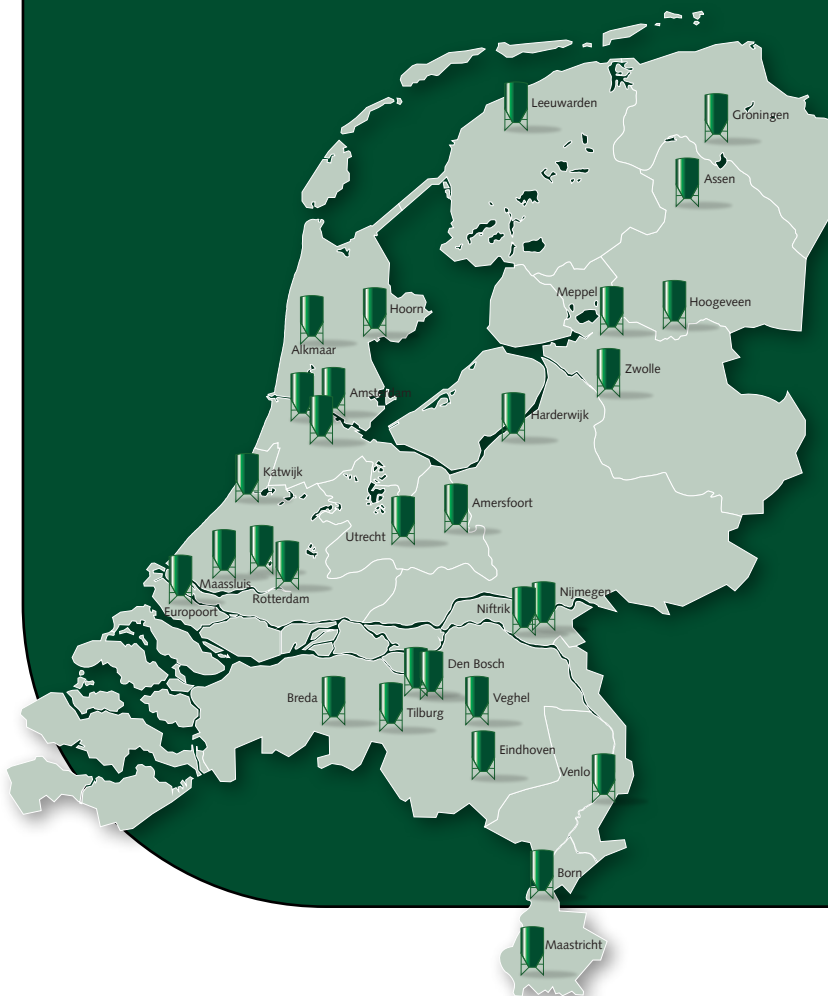 Leeuwarden
Groningen
Assen
Meppel
Hoogeveen
Hoorn
Alkmaar
Zwolle
Amsterdam
Harderwijk
Katwijk
Amersfoort
Utrecht
Maassluis
Rotterdam
Europoort
Nijmegen
Niftrik
Den Bosch
Breda
Veghel
Tilburg
Eindhoven
Venlo
Born
Maastricht